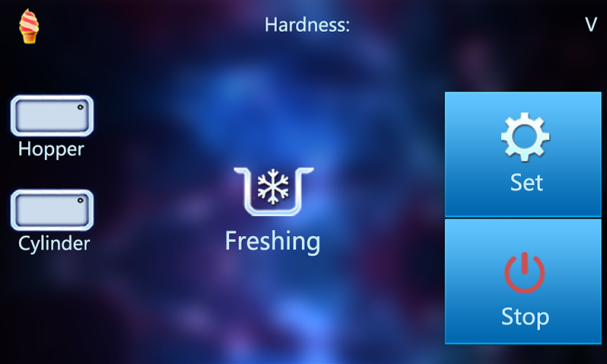 Hardness:
V
Hopper
Set
Cylinder
Freshing
Stop